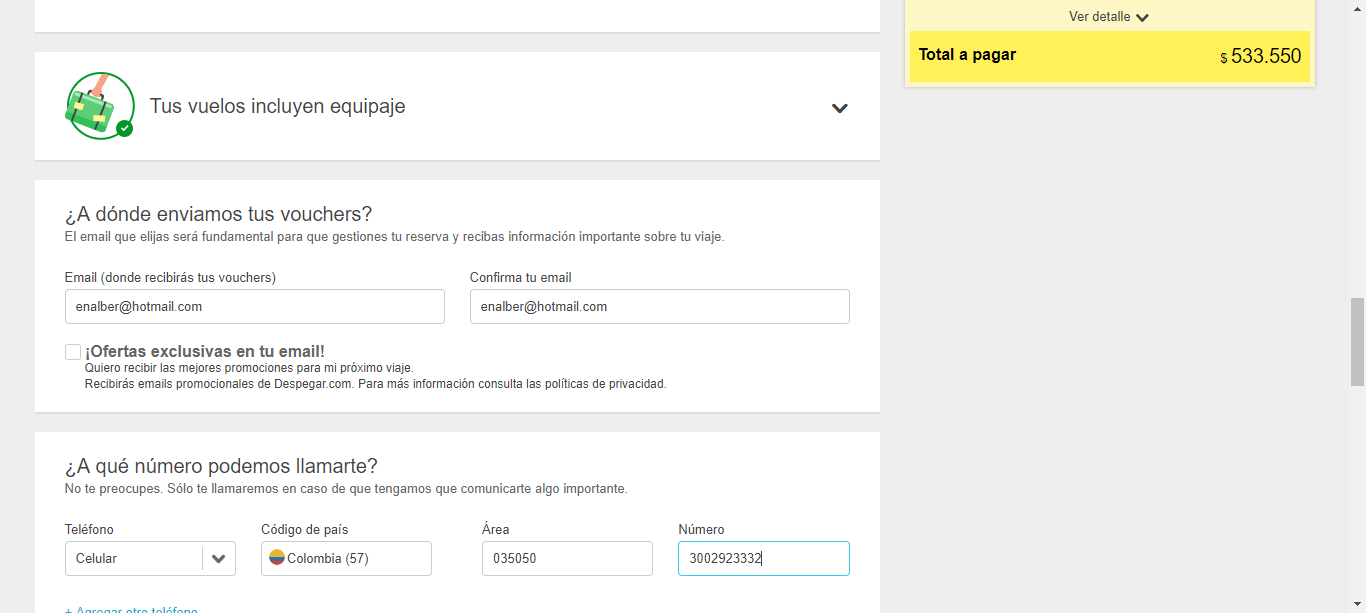 Ver detalle
Total a pagar $ 533.550
Tus vuelos incluyen equipaje
¿A dónde enviamos tus vouchers?
El email que elijas será fundamental para que gestiones tu reserva y recibas información importante sobre tu viaje.
Email (donde recibirás tus vouchers) Confirma tu email
enalber@hotmail.com enalber@hotmail.com
¡Ofertas exclusivas en tu email!
Quiero recibir las mejores promociones para mi próximo viaje.
Recibirás emails promocionales de Despegar.com. Para más información consulta las políticas de privacidad.
¿A qué número podemos llamarte?
No te preocupes. Sólo te llamaremos en caso de que tengamos que comunicarte algo importante.
Teléfono Código de país Área Número
Celular Colombia (57) 035050 3002923332
+ Agregar otro teléfono